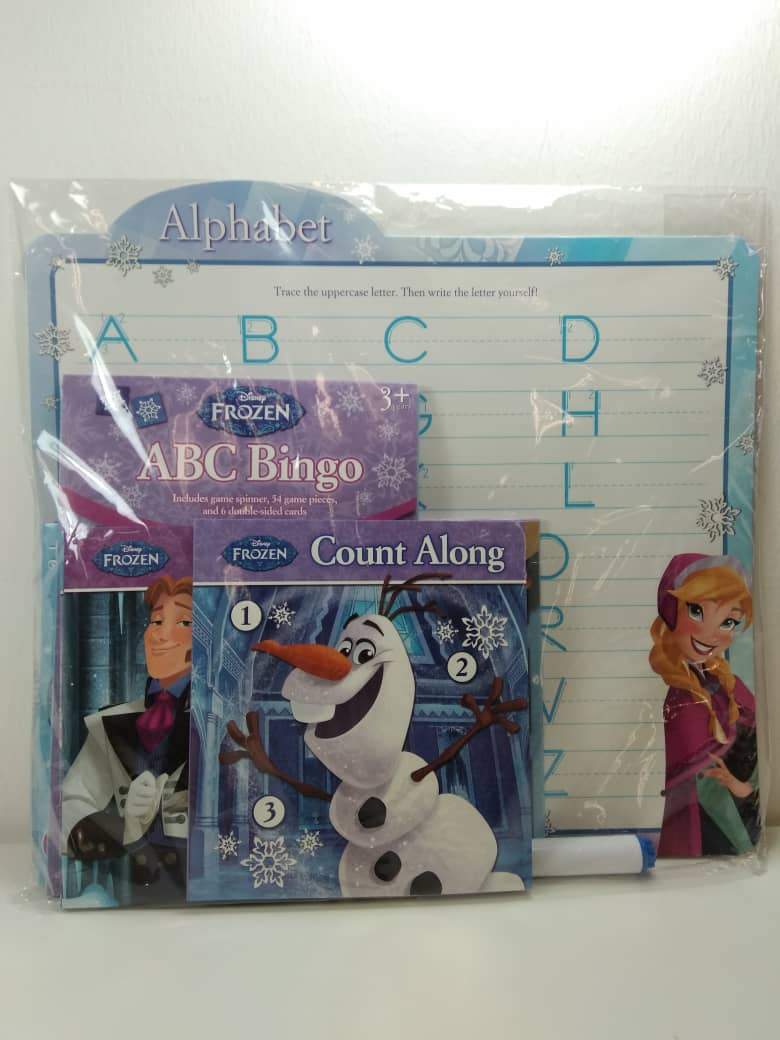 Alphabet
Trace the uppercase letter. Then write the letter yourself!
A B C D
G H
L
R
V
Z
Disney
FROZEN
3+
ABC Bingo
Includes game spinner, 54 game pieces,
and 6 double-sided cards
Disney
FROZEN
Disney
FROZEN
Count Along
1
2
3